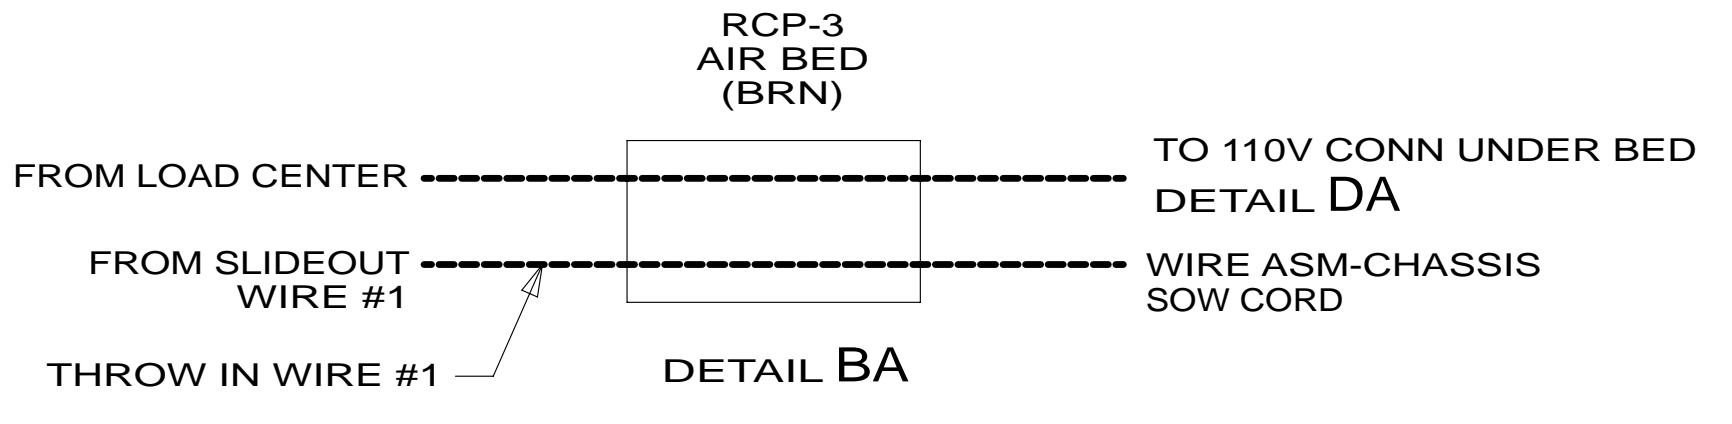 RCP-3
AIR BED
(BRN)
FROM LOAD CENTER
TO 110V CONN UNDER BED
DETAIL DA
FROM SLIDEOUT
WIRE #1
WIRE ASM-CHASSIS
SOW CORD
THROW IN WIRE #1
DETAIL BA